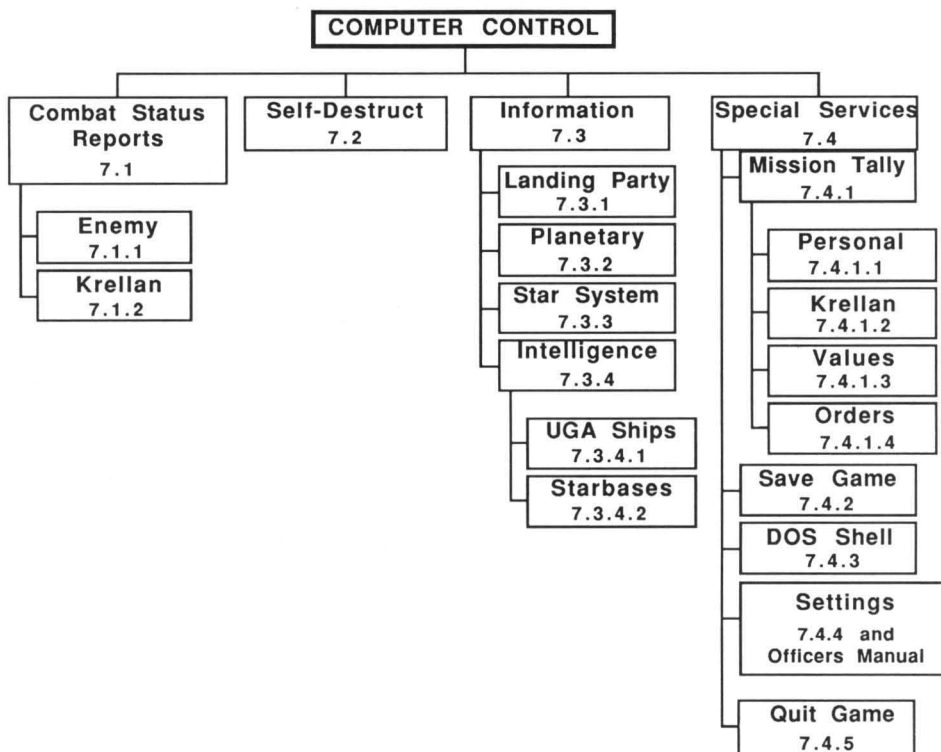 COMPUTER CONTROL
Combat Status
Reports
7.1
Enemy
7.1.1
Krellan
7.1.2
Self-Destruct
7.2
Information
7.3
Landing Party
7.3.1
Planetary
7.3.2
Star System
7.3.3
Intelligence
7.3.4
UGA Ships
7.3.4.1
Starbases
7.3.4.2
Special Services
7.4
Mission Tally
7.4.1
Personal
7.4.1.1
Krellan
7.4.1.2
Values
7.4.1.3
Orders
7.4.1.4
Save Game
7.4.2
DOS Shell
7.4.3
Settings
7.4.4 and
Officers Manual
Quit Game
7.4.5